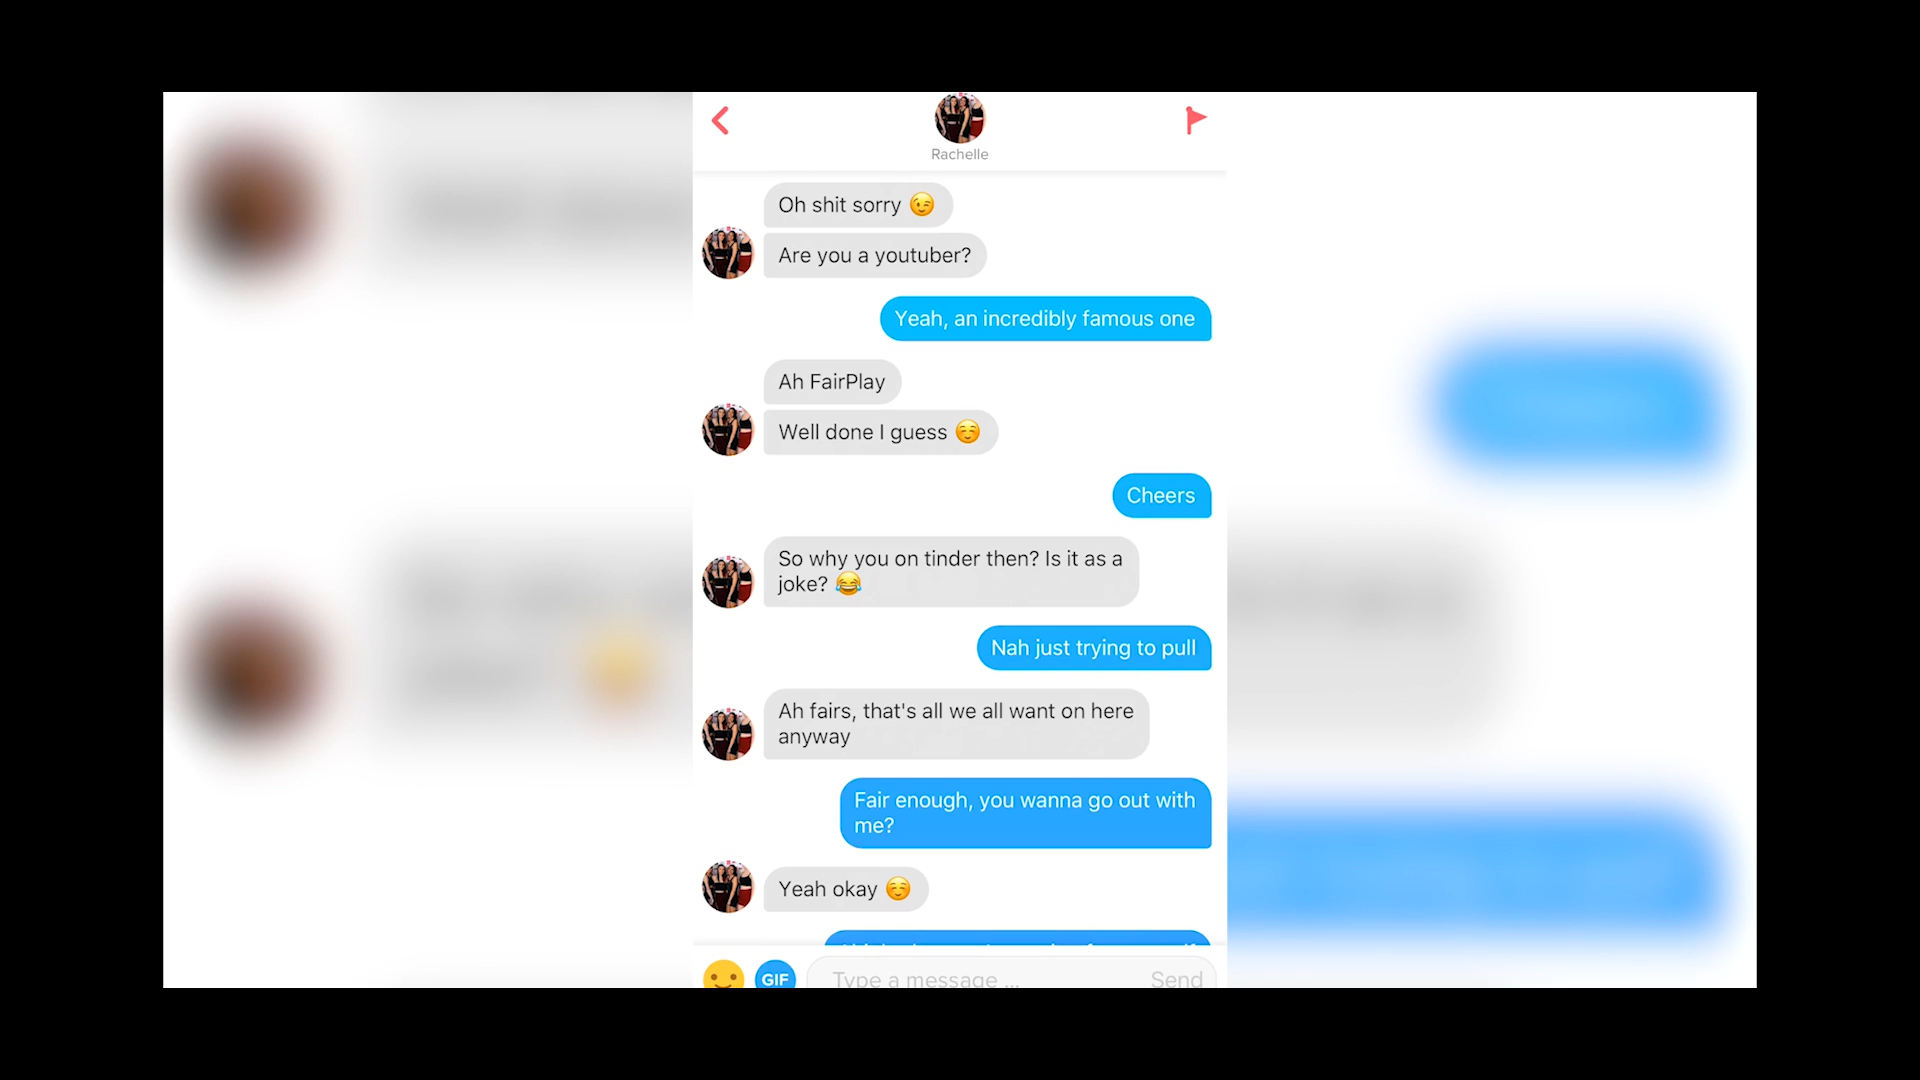 Rachelle
Oh shit sorry 😉
Are you a youtuber?
Yeah, an incredibly famous one
Ah FairPlay
Well done I guess ☺️
Cheers
So why you on tinder then? Is it as a
joke? 😂
Nah just trying to pull
Ah fairs, that's all we all want on here
anyway
Fair enough, you wanna go out with
me?
Yeah okay ☺️
GIF
Type a message ...
Send